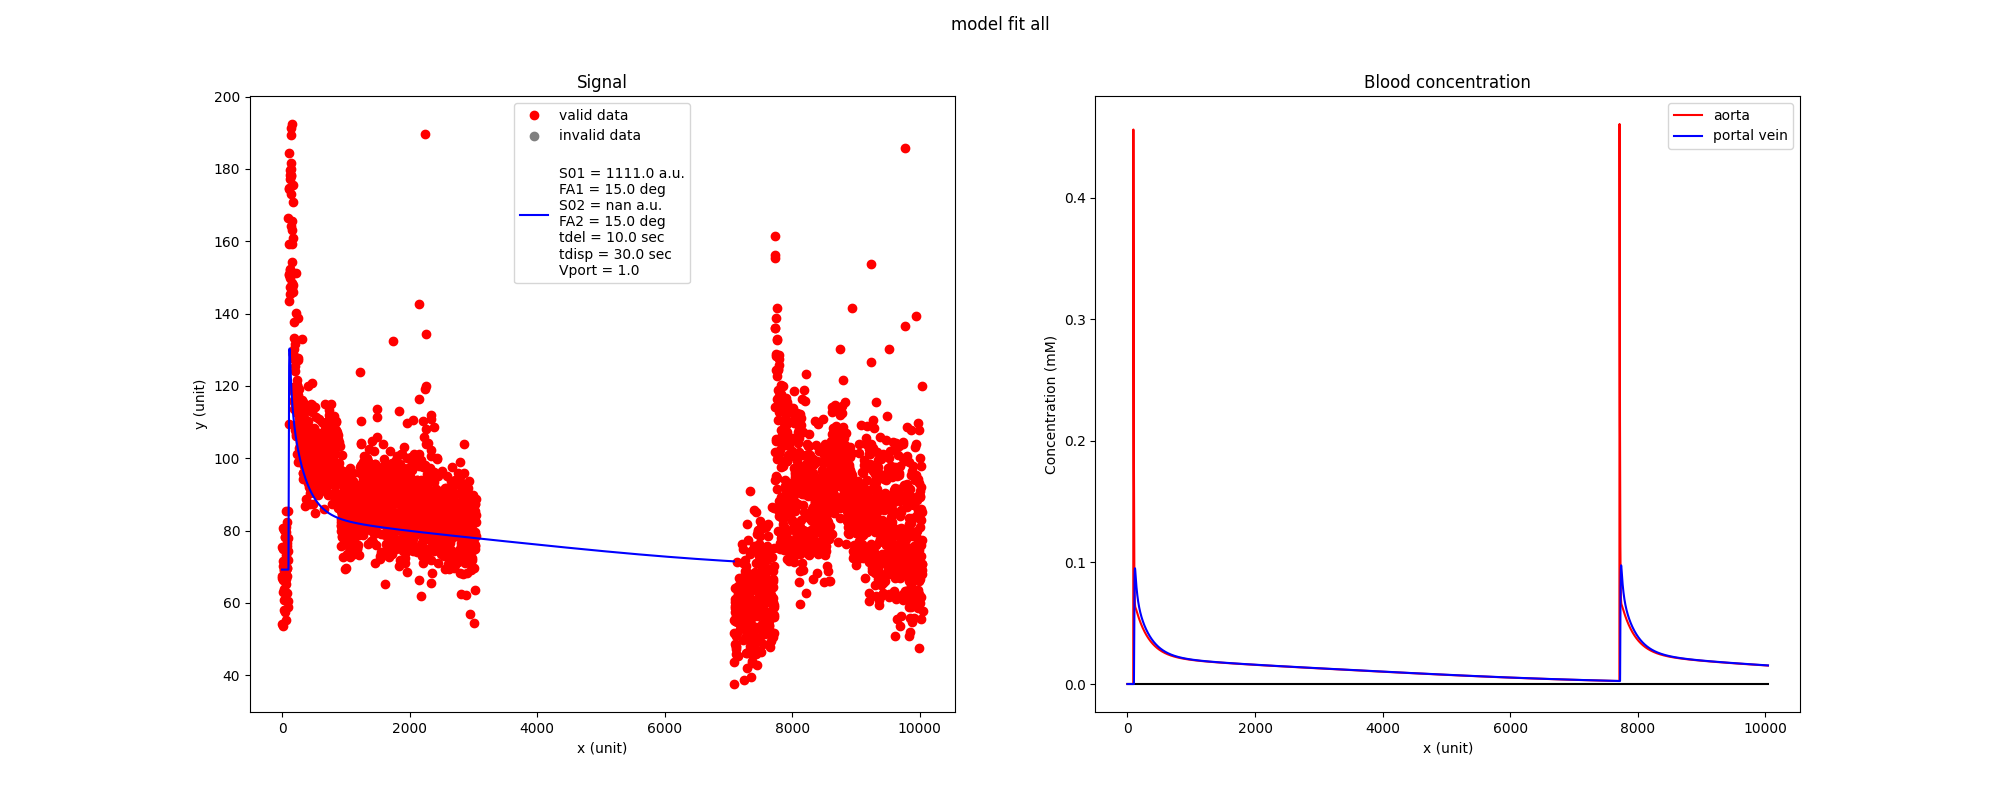 model fit all
Signal
200
180
160
140
120
100
80
60
40
y (unit)
0
2000
4000
6000
8000
10000
x (unit)
valid data
invalid data
S01 = 1111.0 a.u.
FA1 = 15.0 deg
S02 = nan a.u.
FA2 = 15.0 deg
tdel = 10.0 sec
tdisp = 30.0 sec
Vport = 1.0
Blood concentration
0.4
0.3
0.2
0.1
0.0
Concentration (mM)
0
2000
4000
6000
8000
10000
x (unit)
aorta
portal vein